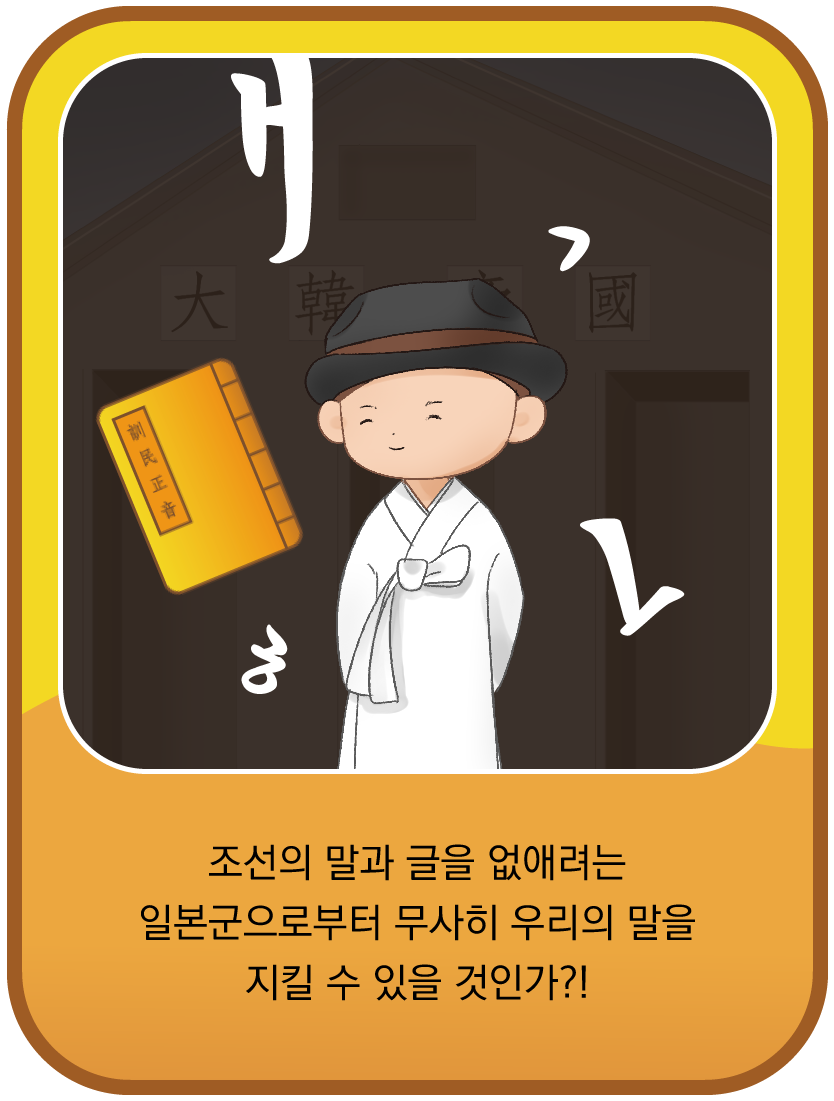 ㅐ
ㄱ
大 韓 帝 國
訓民正音
ㄴ
ㄹ
조선의 말과 글을 없애려는
일본군으로부터 무사히 우리의 말을
지킬 수 있을 것인가?!